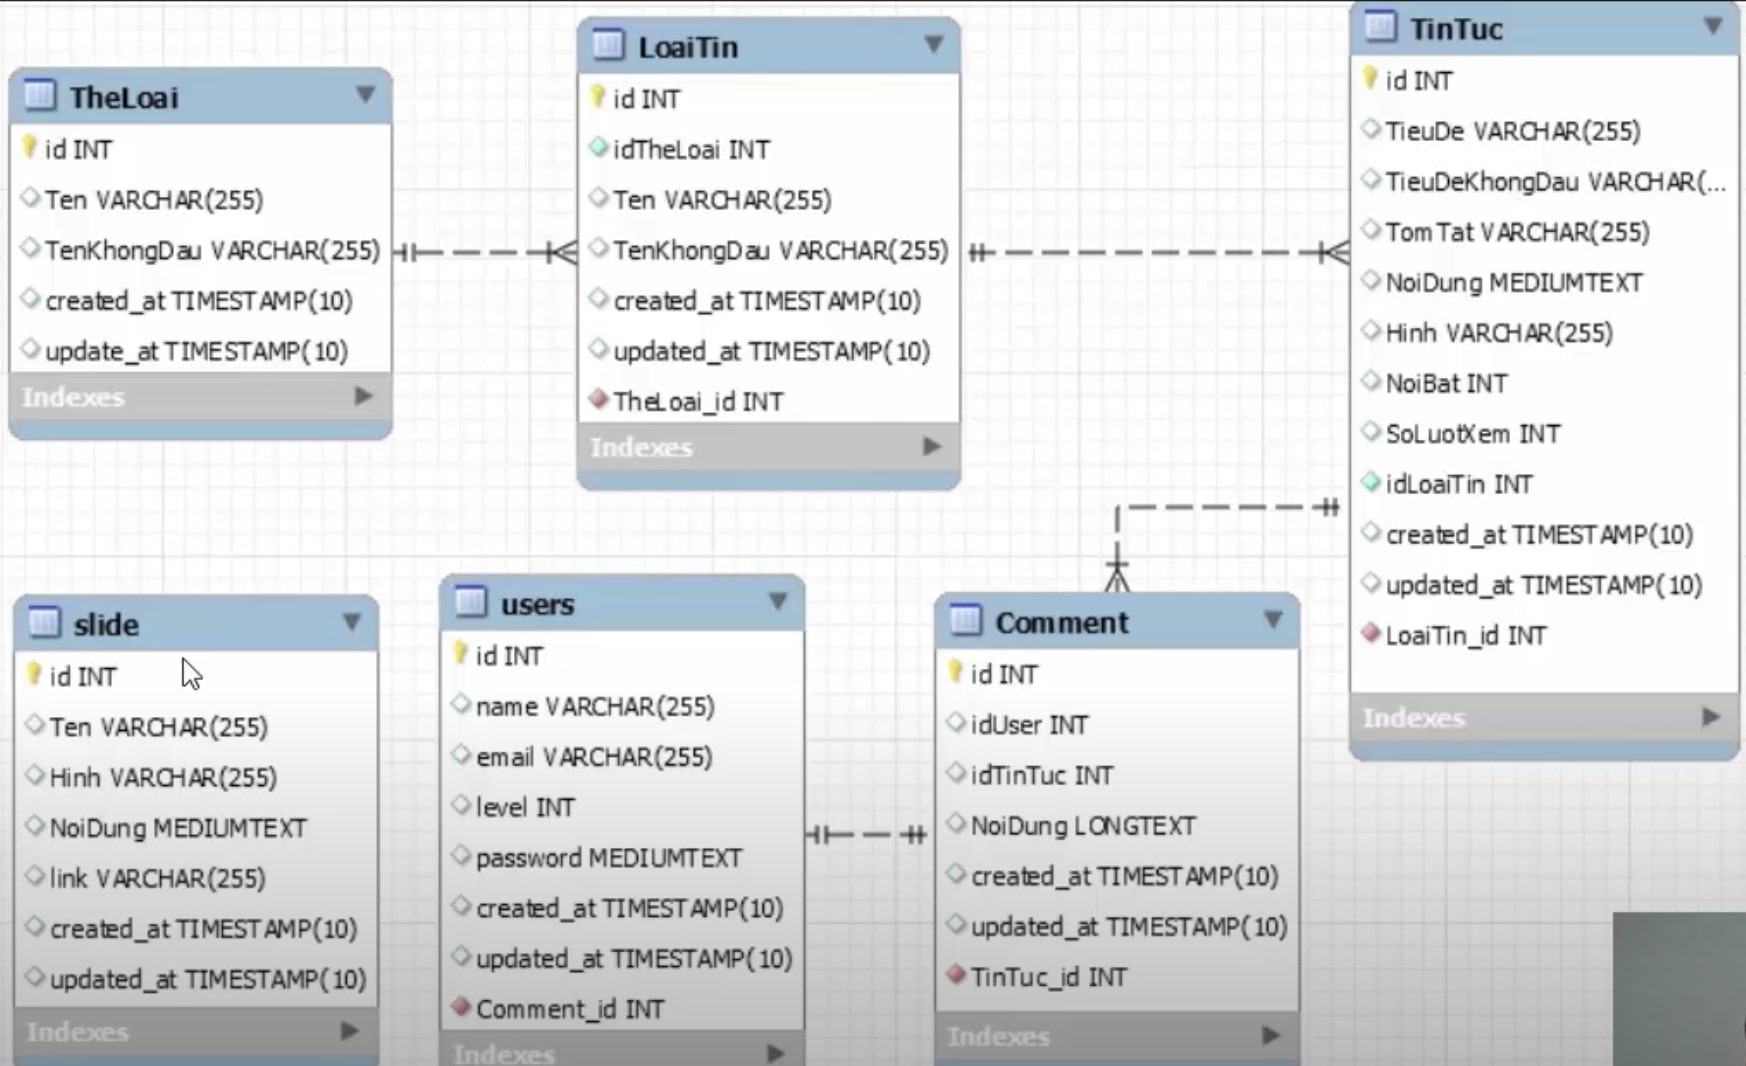 TheLoai
id INT
Ten VARCHAR(255)
TenKhongDau VARCHAR(255)
created_at TIMESTAMP(10)
update_at TIMESTAMP(10)
Indexes
LoaiTin
id INT
idTheLoai INT
Ten VARCHAR(255)
TenKhongDau VARCHAR(255)
created_at TIMESTAMP(10)
updated_at TIMESTAMP(10)
TheLoai_id INT
Indexes
TinTuc
id INT
TieuDe VARCHAR(255)
TieuDeKhongDau VARCHAR(...
TomTat VARCHAR(255)
NoiDung MEDIUMTEXT
Hinh VARCHAR(255)
NoiBat INT
SoLuotXem INT
idLoaiTin INT
created_at TIMESTAMP(10)
updated_at TIMESTAMP(10)
LoaiTin_id INT
Indexes
slide
id INT
Ten VARCHAR(255)
Hinh VARCHAR(255)
NoiDung MEDIUMTEXT
link VARCHAR(255)
created_at TIMESTAMP(10)
updated_at TIMESTAMP(10)
Indexes
users
id INT
name VARCHAR(255)
email VARCHAR(255)
level INT
password MEDIUMTEXT
created_at TIMESTAMP(10)
updated_at TIMESTAMP(10)
Comment_id INT
Indexes
Comment
id INT
idUser INT
idTinTuc INT
NoiDung LONGTEXT
created_at TIMESTAMP(10)
updated_at TIMESTAMP(10)
TinTuc_id INT
Indexes